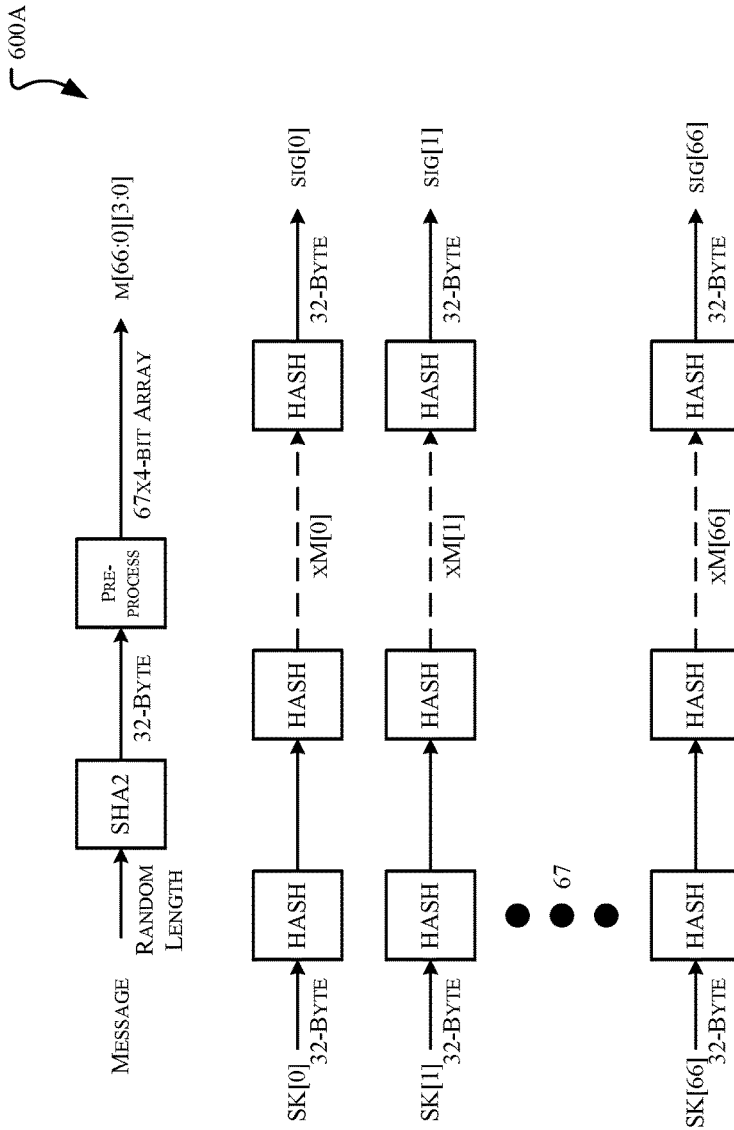 600A
MESSAGE
RANDOM
LENGTH
SHA2
32-BYTE
PRE-
PROCESS
67X4-BIT ARRAY
M[66:0][3:0]
SK[0]
32-BYTE
HASH
HASH
XM[0]
HASH
32-BYTE
SIG[0]
SK[1]
32-BYTE
HASH
HASH
XM[1]
HASH
32-BYTE
SIG[1]
67
SK[66]
32-BYTE
HASH
HASH
XM[66]
HASH
32-BYTE
SIG[66]